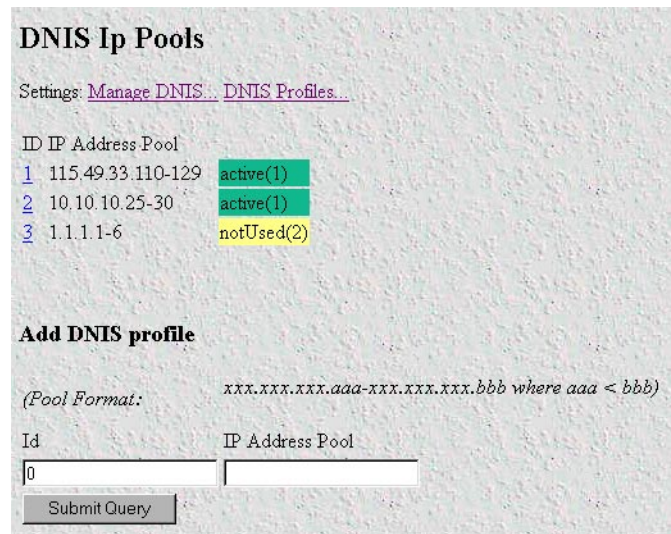 DNIS Ip Pools
Settings: Manage DNIS... DNIS Profiles...
ID IP Address Pool
1 115.49.33.110-129 active(1)
2 10.10.10.25-30 active(1)
3 1.1.1.1-6 notUsed(2)
Add DNIS profile
(Pool Format: xxx.xxx.xxx.aaa-xxx.xxx.xxx.bbb where aaa < bbb)
Id IP Address Pool
0
Submit Query